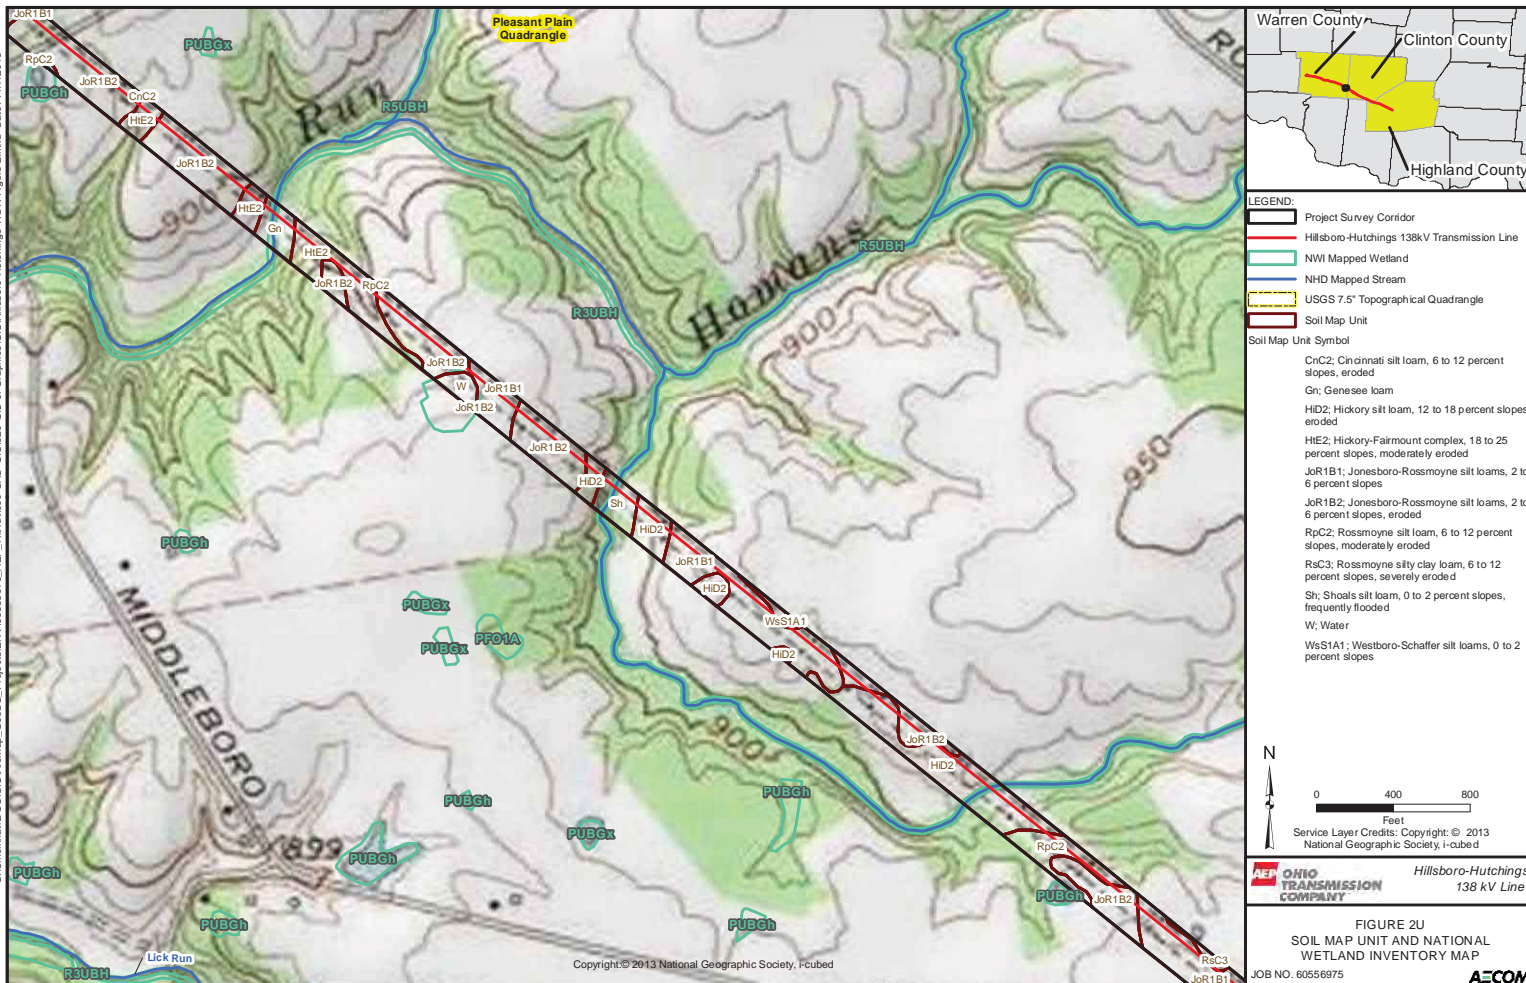 JoR1B1
PUBGx
RpC2
PUBGh
JoR1B2
CnC2
HtE2
Pleasant Plain
Quadrangle
R5UBH
Run
JoR1B2
HtE2
Gn
HtE2
JoR1B2
RpC2
R3UBH
Hammars
R5UBH
900
900
950
JoR1B2
W
JoR1B1
JoR1B2
JoR1B2
HiD2
Sh
HiD2
JoR1B1
HiD2
WsS1A1
HiD2
PUBGh
PUBGx
PUBGx
PFO1A
MIDDLEBORO
900
JoR1B2
HiD2
PUBGh
PUBGh
PUBGx
899
PUBGh
PUBGh
PUBGh
PUBGh
RpC2
PUBGh
JoR1B2
RsC3
JoR1B1
Lick Run
R3UBH
Copyright:© 2013 National Geographic Society, i-cubed
Warren County
Clinton County
Highland County
LEGEND:
Project Survey Corridor
Hillsboro-Hutchings 138kV Transmission Line
NWI Mapped Wetland
NHD Mapped Stream
USGS 7.5" Topographical Quadrangle
Soil Map Unit
Soil Map Unit Symbol
CnC2; Cincinnati silt loam, 6 to 12 percent
slopes, eroded
Gn; Genesee loam
HiD2; Hickory silt loam, 12 to 18 percent slopes
eroded
HtE2; Hickory-Fairmount complex, 18 to 25
percent slopes, moderately eroded
JoR1B1; Jonesboro-Rossmoyne silt loams, 2 to
6 percent slopes
JoR1B2; Jonesboro-Rossmoyne silt loams, 2 to
6 percent slopes, eroded
RpC2; Rossmoyne silt loam, 6 to 12 percent
slopes, moderately eroded
RsC3; Rossmoyne silty clay loam, 6 to 12
percent slopes, severely eroded
Sh; Shoals silt loam, 0 to 2 percent slopes,
frequently flooded
W; Water
WsS1A1; Westboro-Schaffer silt loams, 0 to 2
percent slopes
N
0 400 800
Feet
Service Layer Credits: Copyright: © 2013
National Geographic Society, i-cubed
AEP OHIO
TRANSMISSION
COMPANY
Hillsboro-Hutchings
138 kV Line
FIGURE 2U
SOIL MAP UNIT AND NATIONAL
WETLAND INVENTORY MAP
JOB NO. 60556975
AECOM